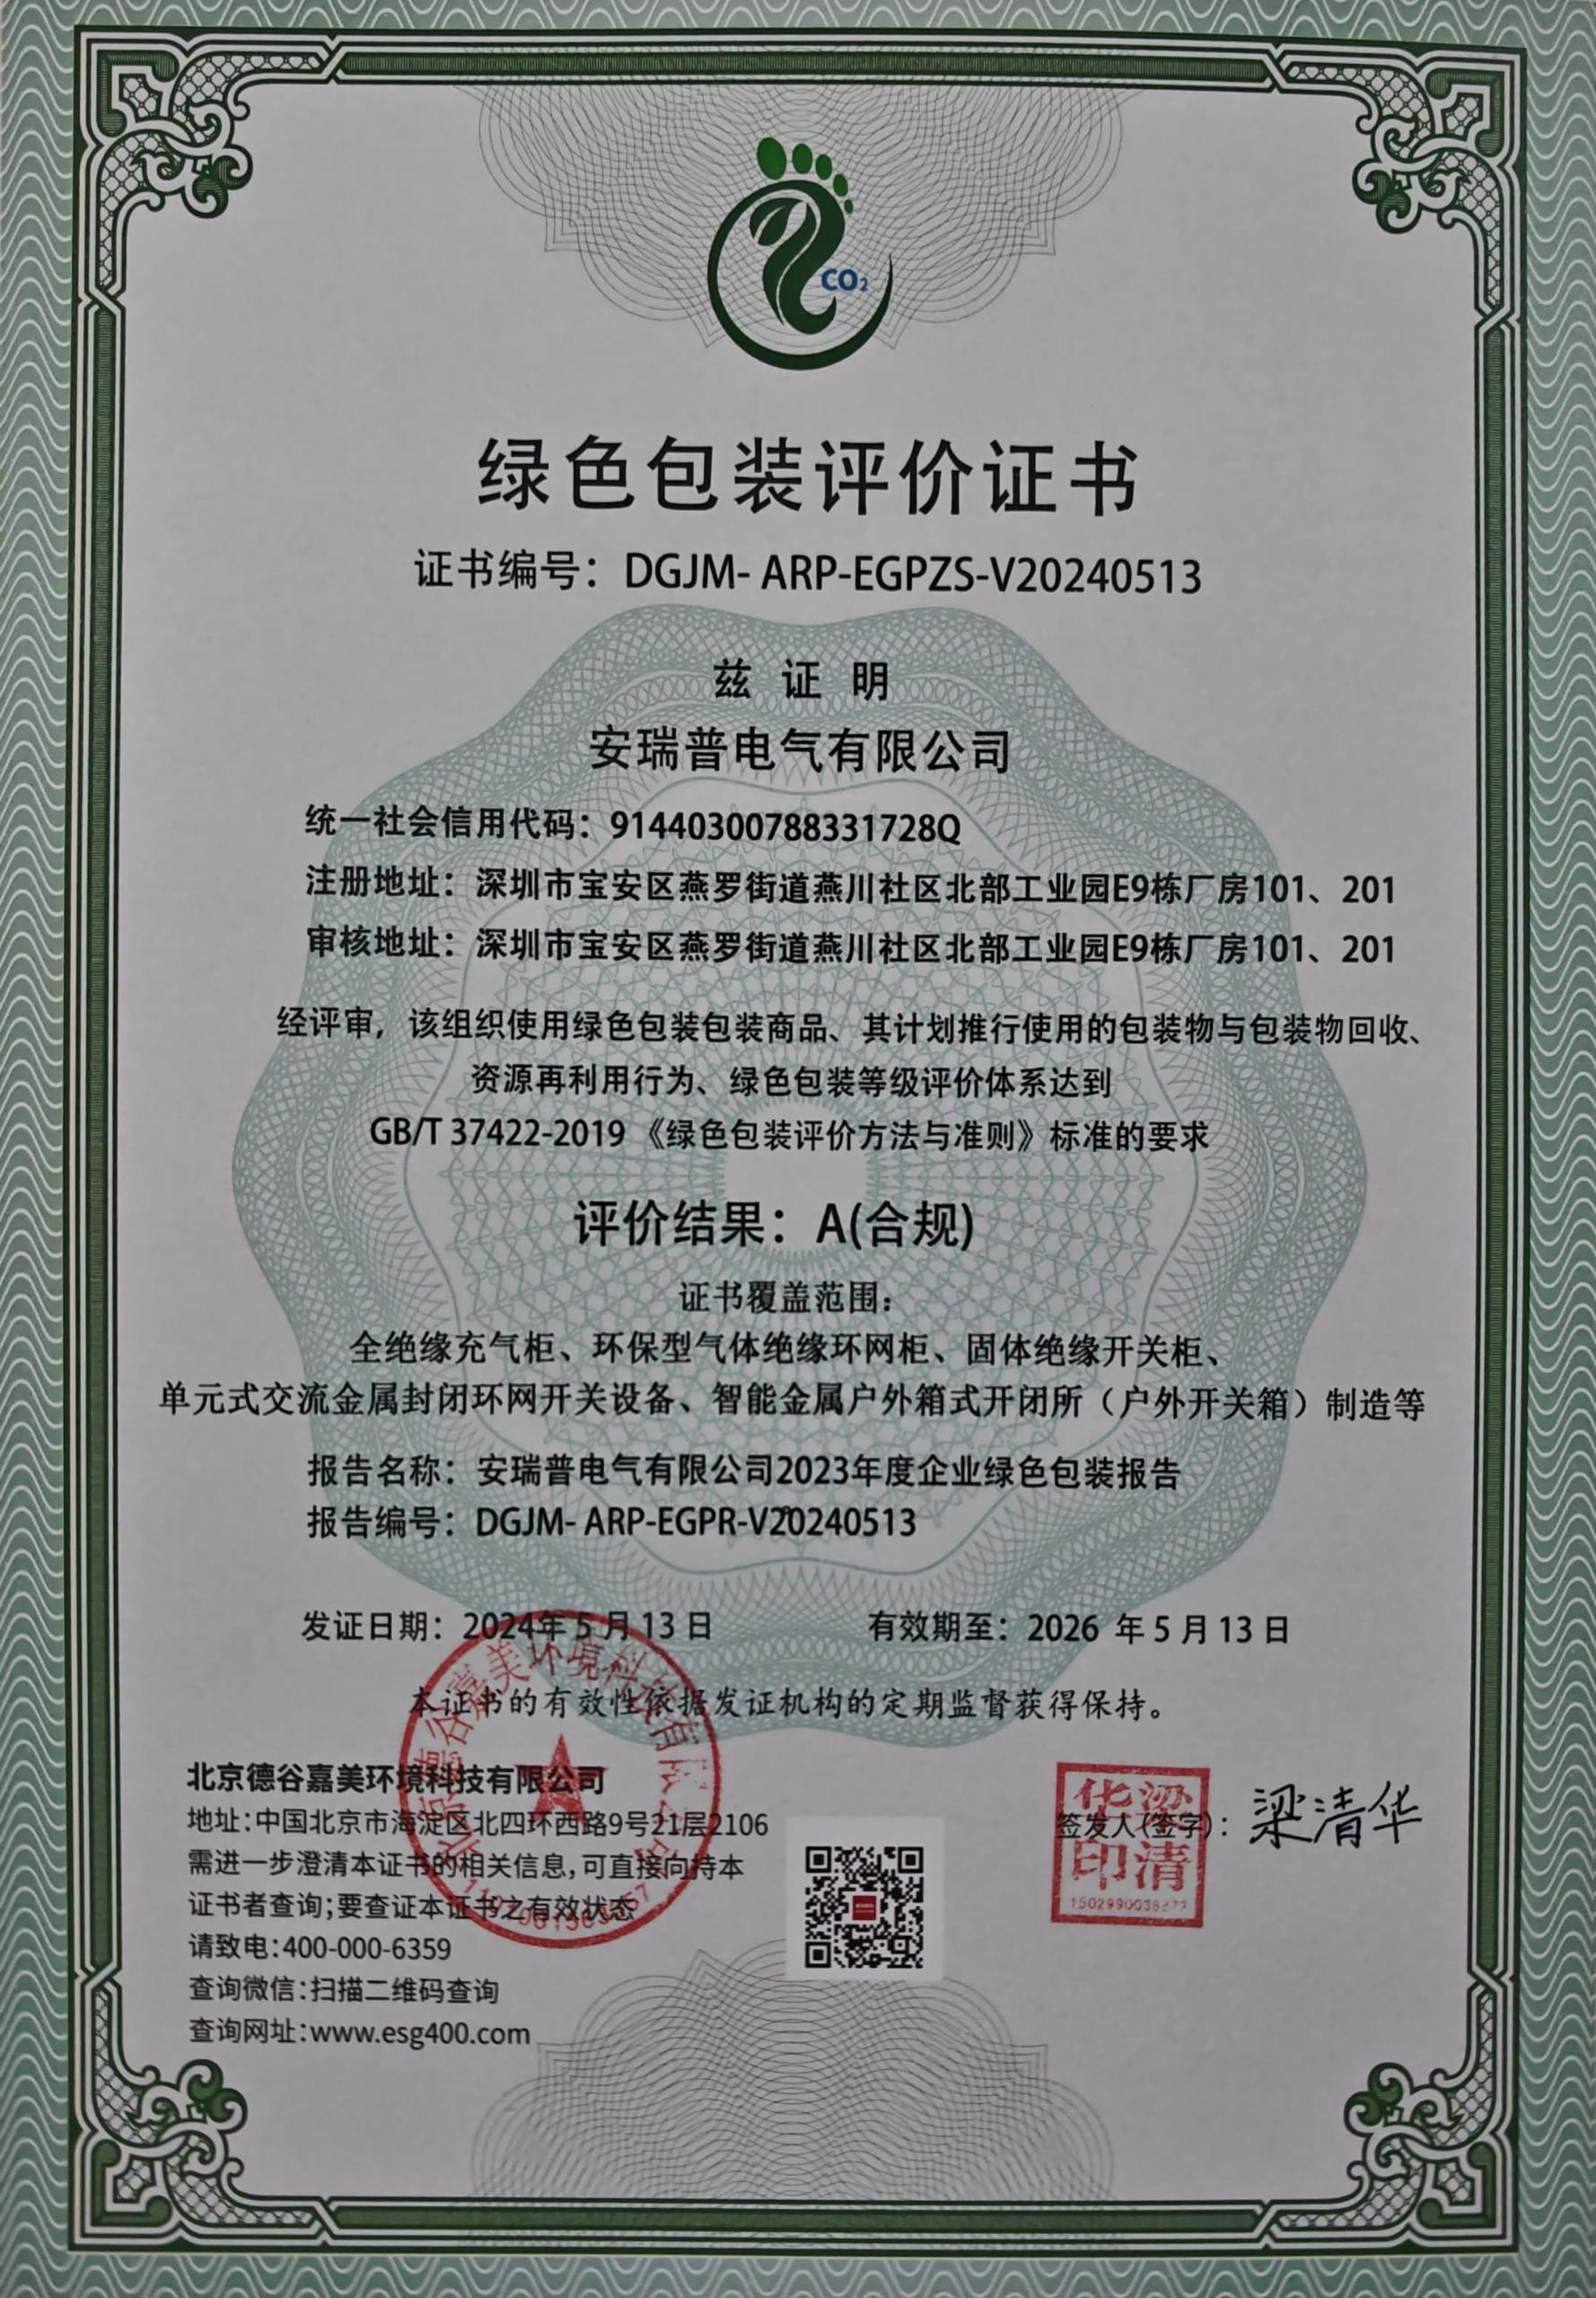 CO₂
绿色包装评价证书
证书编号：DGJM- ARP-EGPZS-V20240513
兹 证 明
安瑞普电气有限公司
统一社会信用代码：91440300788331728Q
注册地址：深圳市宝安区燕罗街道燕川社区北部工业园E9栋厂房101、201
审核地址：深圳市宝安区燕罗街道燕川社区北部工业园E9栋厂房101、201
经评审，该组织使用绿色包装包装商品、其计划推行使用的包装物与包装物回收、
资源再利用行为、绿色包装等级评价体系达到
GB/T 37422-2019《绿色包装评价方法与准则》标准的要求
评价结果：A(合规)
证书覆盖范围：
全绝缘充气柜、环保型气体绝缘环网柜、固体绝缘开关柜、
单元式交流金属封闭环网开关设备、智能金属户外箱式开闭所（户外开关箱）制造等
报告名称：安瑞普电气有限公司2023年度企业绿色包装报告
报告编号：DGJM- ARP-EGPR-V20240513
发证日期：2024年 5 月 13 日 有效期至：2026 年 5 月 13 日
本证书的有效性依据发证机构的定期监督获得保持。
北京德谷嘉美环境科技有限公司
地址:中国北京市海淀区北四环西路9号21层2106
需进一步澄清本证书的相关信息,可直接向持本
证书者查询;要查证本证书之有效状态
请致电:400-000-6359
查询微信:扫描二维码查询
查询网址:www.esg400.com
签发人(签字)：梁清华
梁清华印